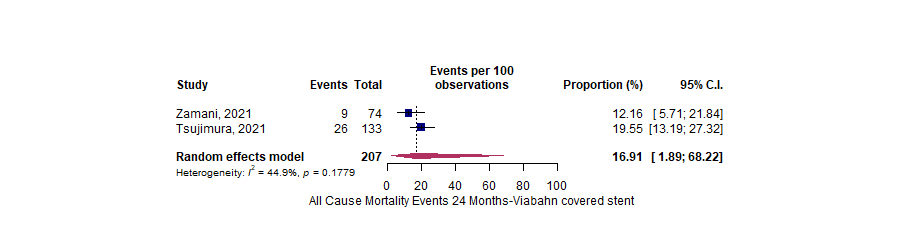 Events per 100
Study Events Total observations Proportion (%) 95% C.I.
Zamani, 2021 9 74 12.16 [ 5.71; 21.84]
Tsujimura, 2021 26 133 19.55 [13.19; 27.32]
Random effects model 207 16.91 [ 1.89; 68.22]
Heterogeneity: I² = 44.9%, p = 0.1779
0 20 40 60 80 100
All Cause Mortality Events 24 Months-Viabahn covered stent